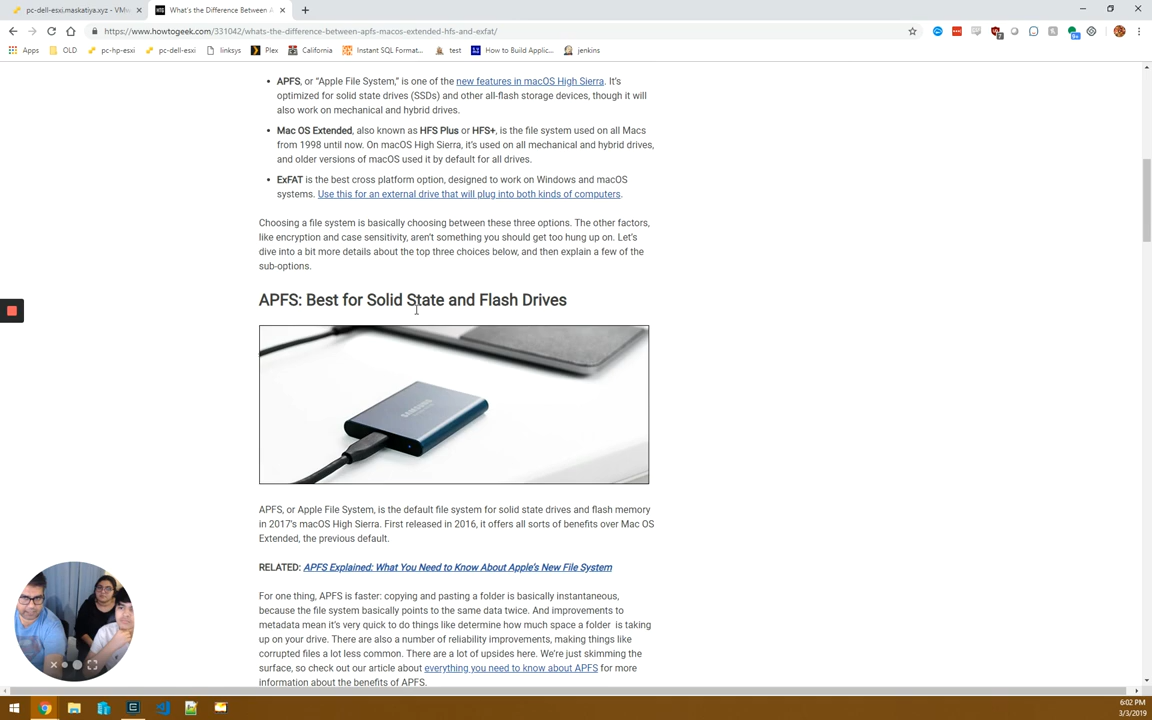 pc-dell-esxi.maskatiya.xyz - VMw
What's the Difference Between A
https://www.howtogeek.com/331042/whats-the-difference-between-apfs-macos-extended-hfs-and-exfat/
Apps
OLD
pc-hp-esxi
pc-dell-esxi
linksys
Plex
California
Instant SQL Format...
test
How to Build Applic...
jenkins
• APFS, or “Apple File System,” is one of the new features in macOS High Sierra. It’s
optimized for solid state drives (SSDs) and other all-flash storage devices, though it will
also work on mechanical and hybrid drives.
• Mac OS Extended, also known as HFS Plus or HFS+, is the file system used on all Macs
from 1998 until now. On macOS High Sierra, it’s used on all mechanical and hybrid drives,
and older versions of macOS used it by default for all drives.
• ExFAT is the best cross platform option, designed to work on Windows and macOS
systems. Use this for an external drive that will plug into both kinds of computers.
Choosing a file system is basically choosing between these three options. The other factors,
like encryption and case sensitivity, aren’t something you should get too hung up on. Let’s
dive into a bit more details about the top three choices below, and then explain a few of the
sub-options.
APFS: Best for Solid State and Flash Drives
SAMSUNG
APFS, or Apple File System, is the default file system for solid state drives and flash memory
in 2017’s macOS High Sierra. First released in 2016, it offers all sorts of benefits over Mac OS
Extended, the previous default.
RELATED: APFS Explained: What You Need to Know About Apple’s New File System
For one thing, APFS is faster: copying and pasting a folder is basically instantaneous,
because the file system basically points to the same data twice. And improvements to
metadata mean it’s very quick to do things like determine how much space a folder is taking
up on your drive. There are also a number of reliability improvements, making things like
corrupted files a lot less common. There are a lot of upsides here. We’re just skimming the
surface, so check out our article about everything you need to know about APFS for more
information about the benefits of APFS.
6:02 PM
3/3/2019